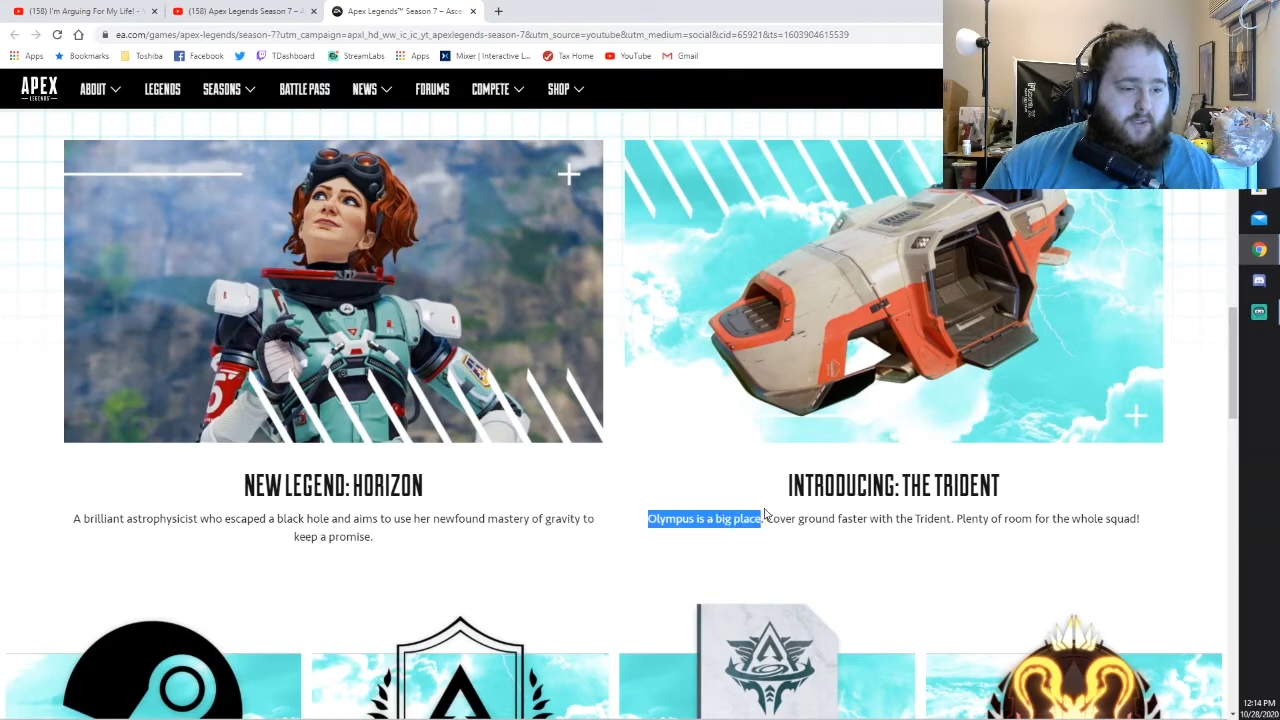 (158) I'm Arguing For My Life! -
(158) Apex Legends Season 7 – A
Apex Legends™ Season 7 – Asce
ea.com/games/apex-legends/season-7?utm_campaign=apxl_hd_ww_ic_ic_yt_apexlegends-season-7&utm_source=youtube&utm_medium=social&cid=65921&ts=1603904615539
Apps Bookmarks Toshiba Facebook Twitter TDashboard StreamLabs Apps Mixer | Interactive L... Tax Home YouTube Gmail
APEX LEGENDS ABOUT LEGENDS SEASONS BATTLE PASS NEWS FORUMS COMPETE SHOP
NEW LEGEND: HORIZON
A brilliant astrophysicist who escaped a black hole and aims to use her newfound mastery of gravity to
keep a promise.
INTRODUCING: THE TRIDENT
Olympus is a big place. Cover ground faster with the Trident. Plenty of room for the whole squad!
12:14 PM
10/28/2020